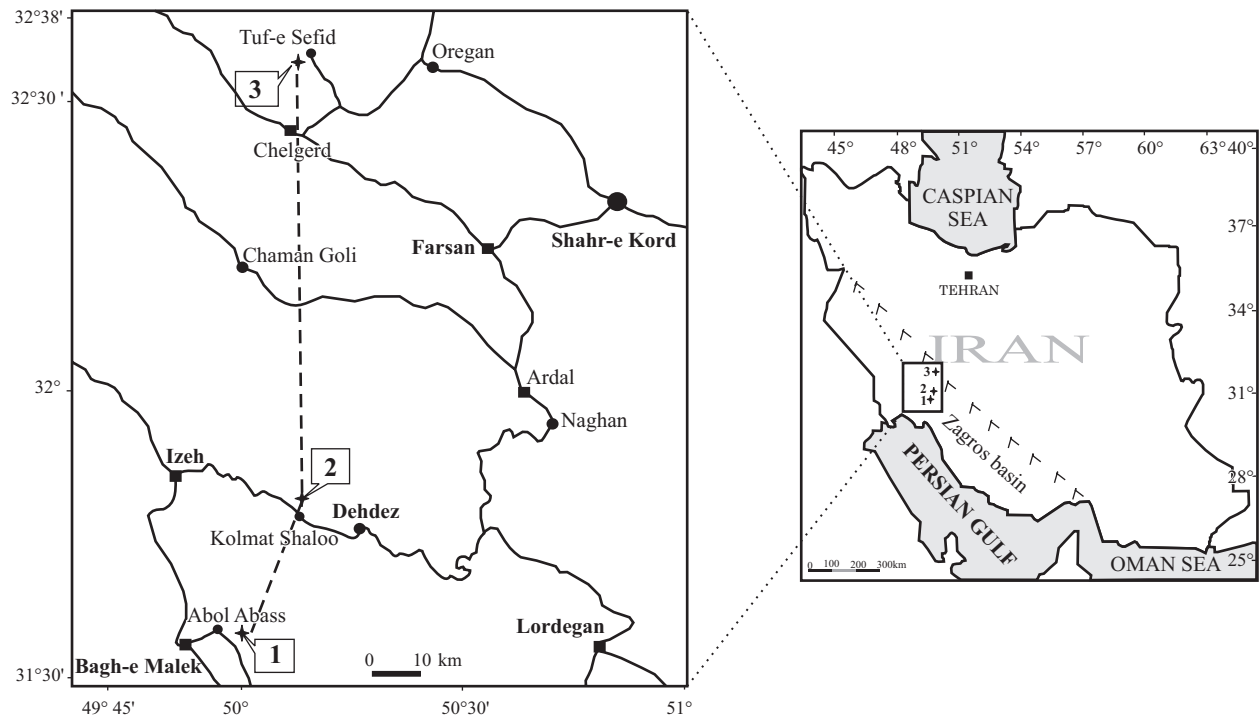 32°38'
Tuf-e Sefid
Oregan
3
32°30'
Chelgerd
Farsan
Shahr-e Kord
Chaman Goli
32°
Ardal
Naghan
Izeh
2
Dehdez
Kolmat Shaloo
Abol Abass
Lordegan
1
Bagh-e Malek
0 10 km
31°30'
49° 45' 50° 50°30' 51°
45° 48° 51° 54° 57° 60° 63° 40°
CASPIAN
SEA
37°
TEHRAN
34°
IRAN
3
2
1
31°
Zagros basin
28°
PERSIAN GULF
OMAN SEA
25°
0 100 200 300km